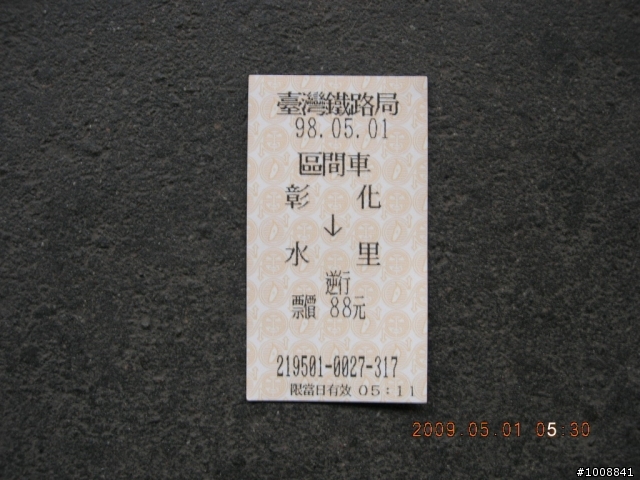 臺灣鐵路局
98.05.01
區間車
彰 化
↓
水 里
逆行
票價 88元
219501-0027-317
限當日有效 05:11
2009.05.01 05:30
#1008841